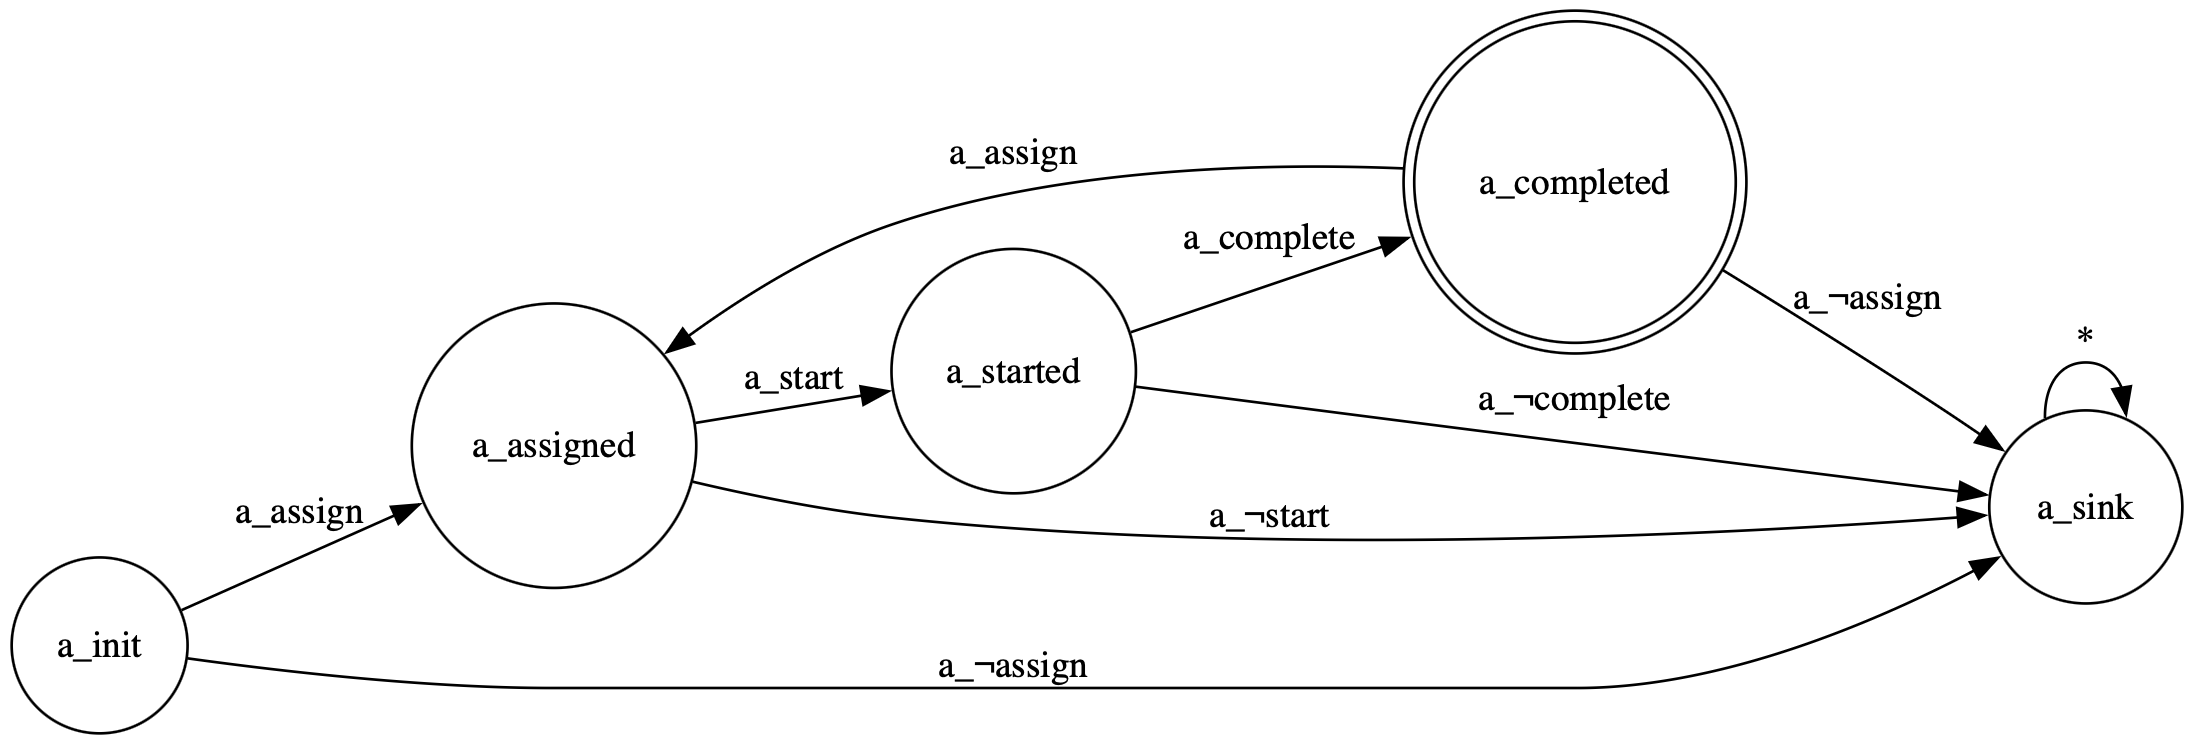 a_completed
a_assign
a_complete
a_¬assign
*
a_started
a_start
a_¬complete
a_assigned
a_assign
a_¬start
a_sink
a_init
a_¬assign